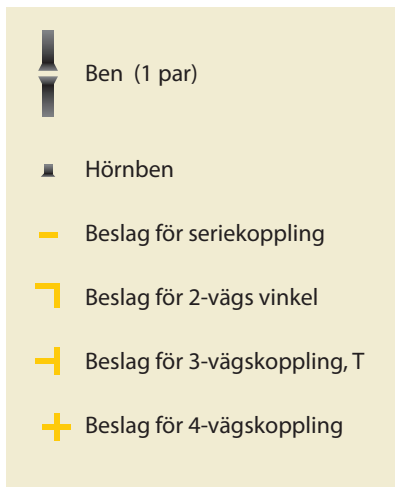 Ben (1 par)
Hörnben
Beslag för seriekoppling
Beslag för 2-vägs vinkel
Beslag för 3-vägskoppling, T
Beslag för 4-vägskoppling